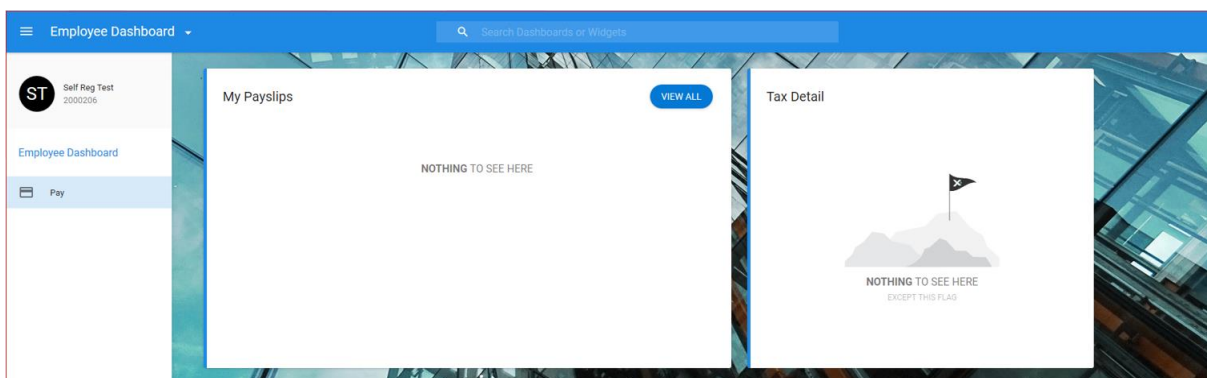 Employee Dashboard
Search Dashboards or Widgets
ST
Self Reg Test
2000206
Employee Dashboard
Pay
My Payslips
VIEW ALL
NOTHING TO SEE HERE
Tax Detail
NOTHING TO SEE HERE
EXCEPT THIS FLAG